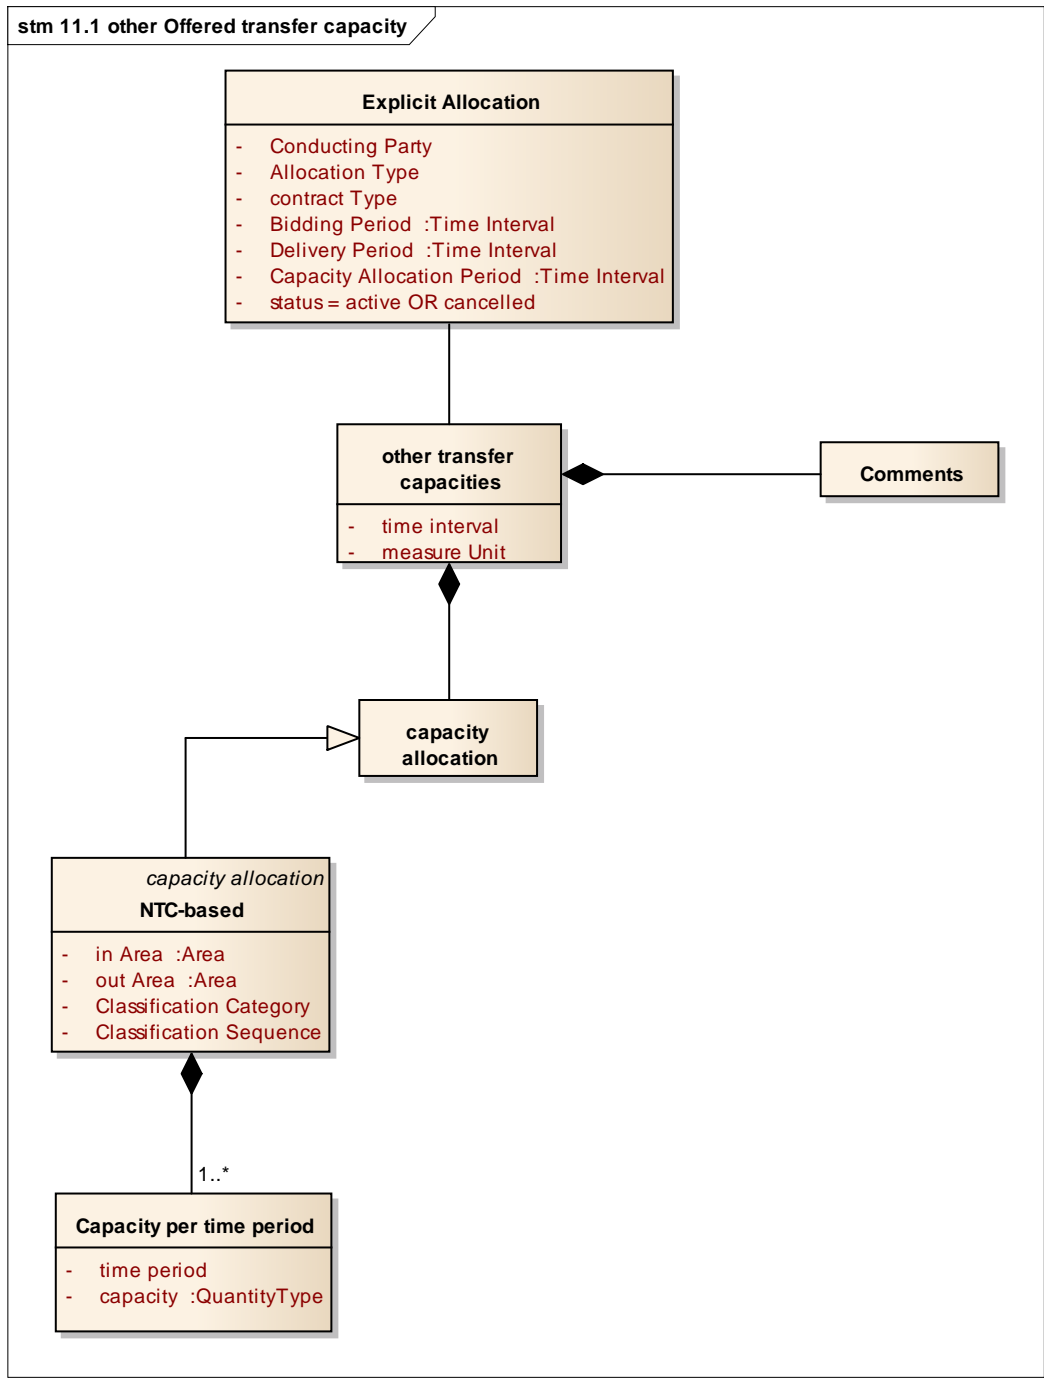 stm 11.1 other Offered transfer capacity
Explicit Allocation
- Conducting Party
- Allocation Type
- contract Type
- Bidding Period :Time Interval
- Delivery Period :Time Interval
- Capacity Allocation Period :Time Interval
- status = active OR cancelled
other transfer
capacities
- time interval
- measure Unit
Comments
capacity
allocation
capacity allocation
NTC-based
- in Area :Area
- out Area :Area
- Classification Category
- Classification Sequence
1..*
Capacity per time period
- time period
- capacity :QuantityType